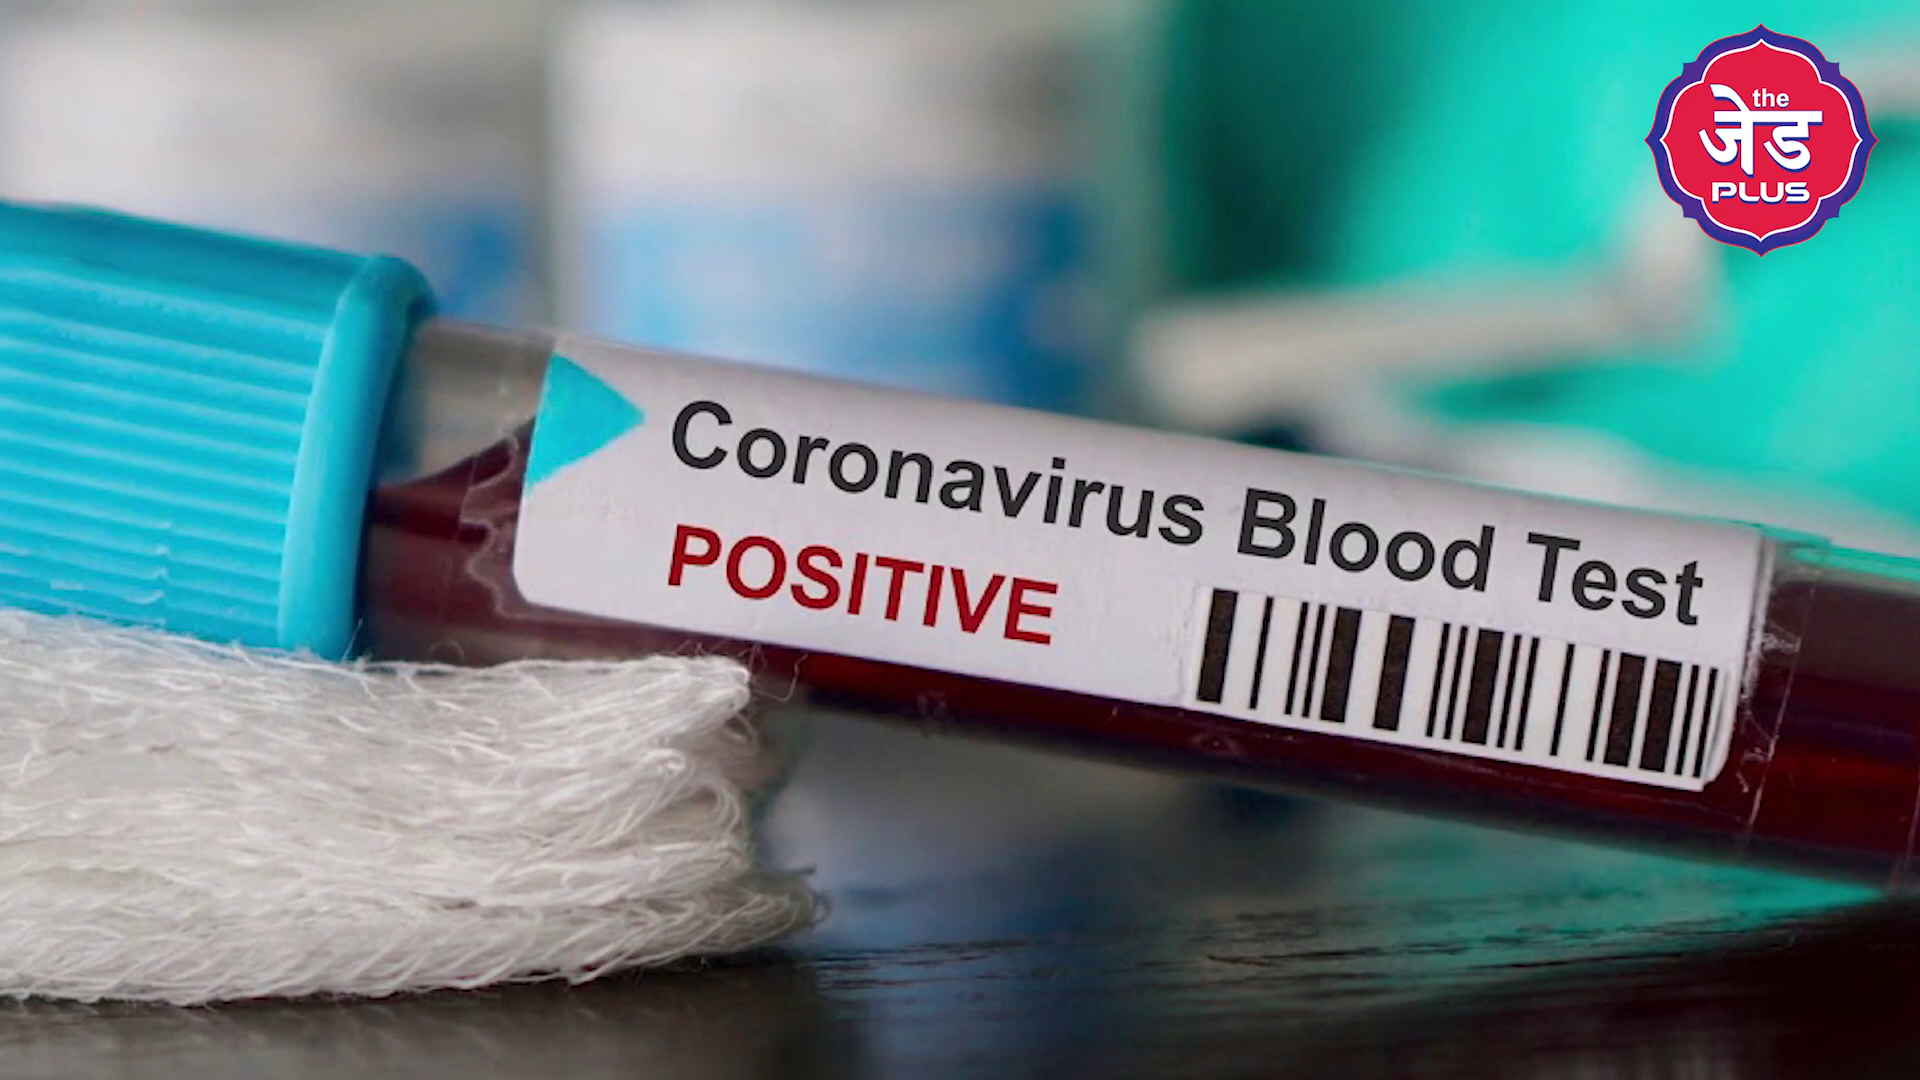 the
जेड
PLUS
Coronavirus Blood Test
POSITIVE